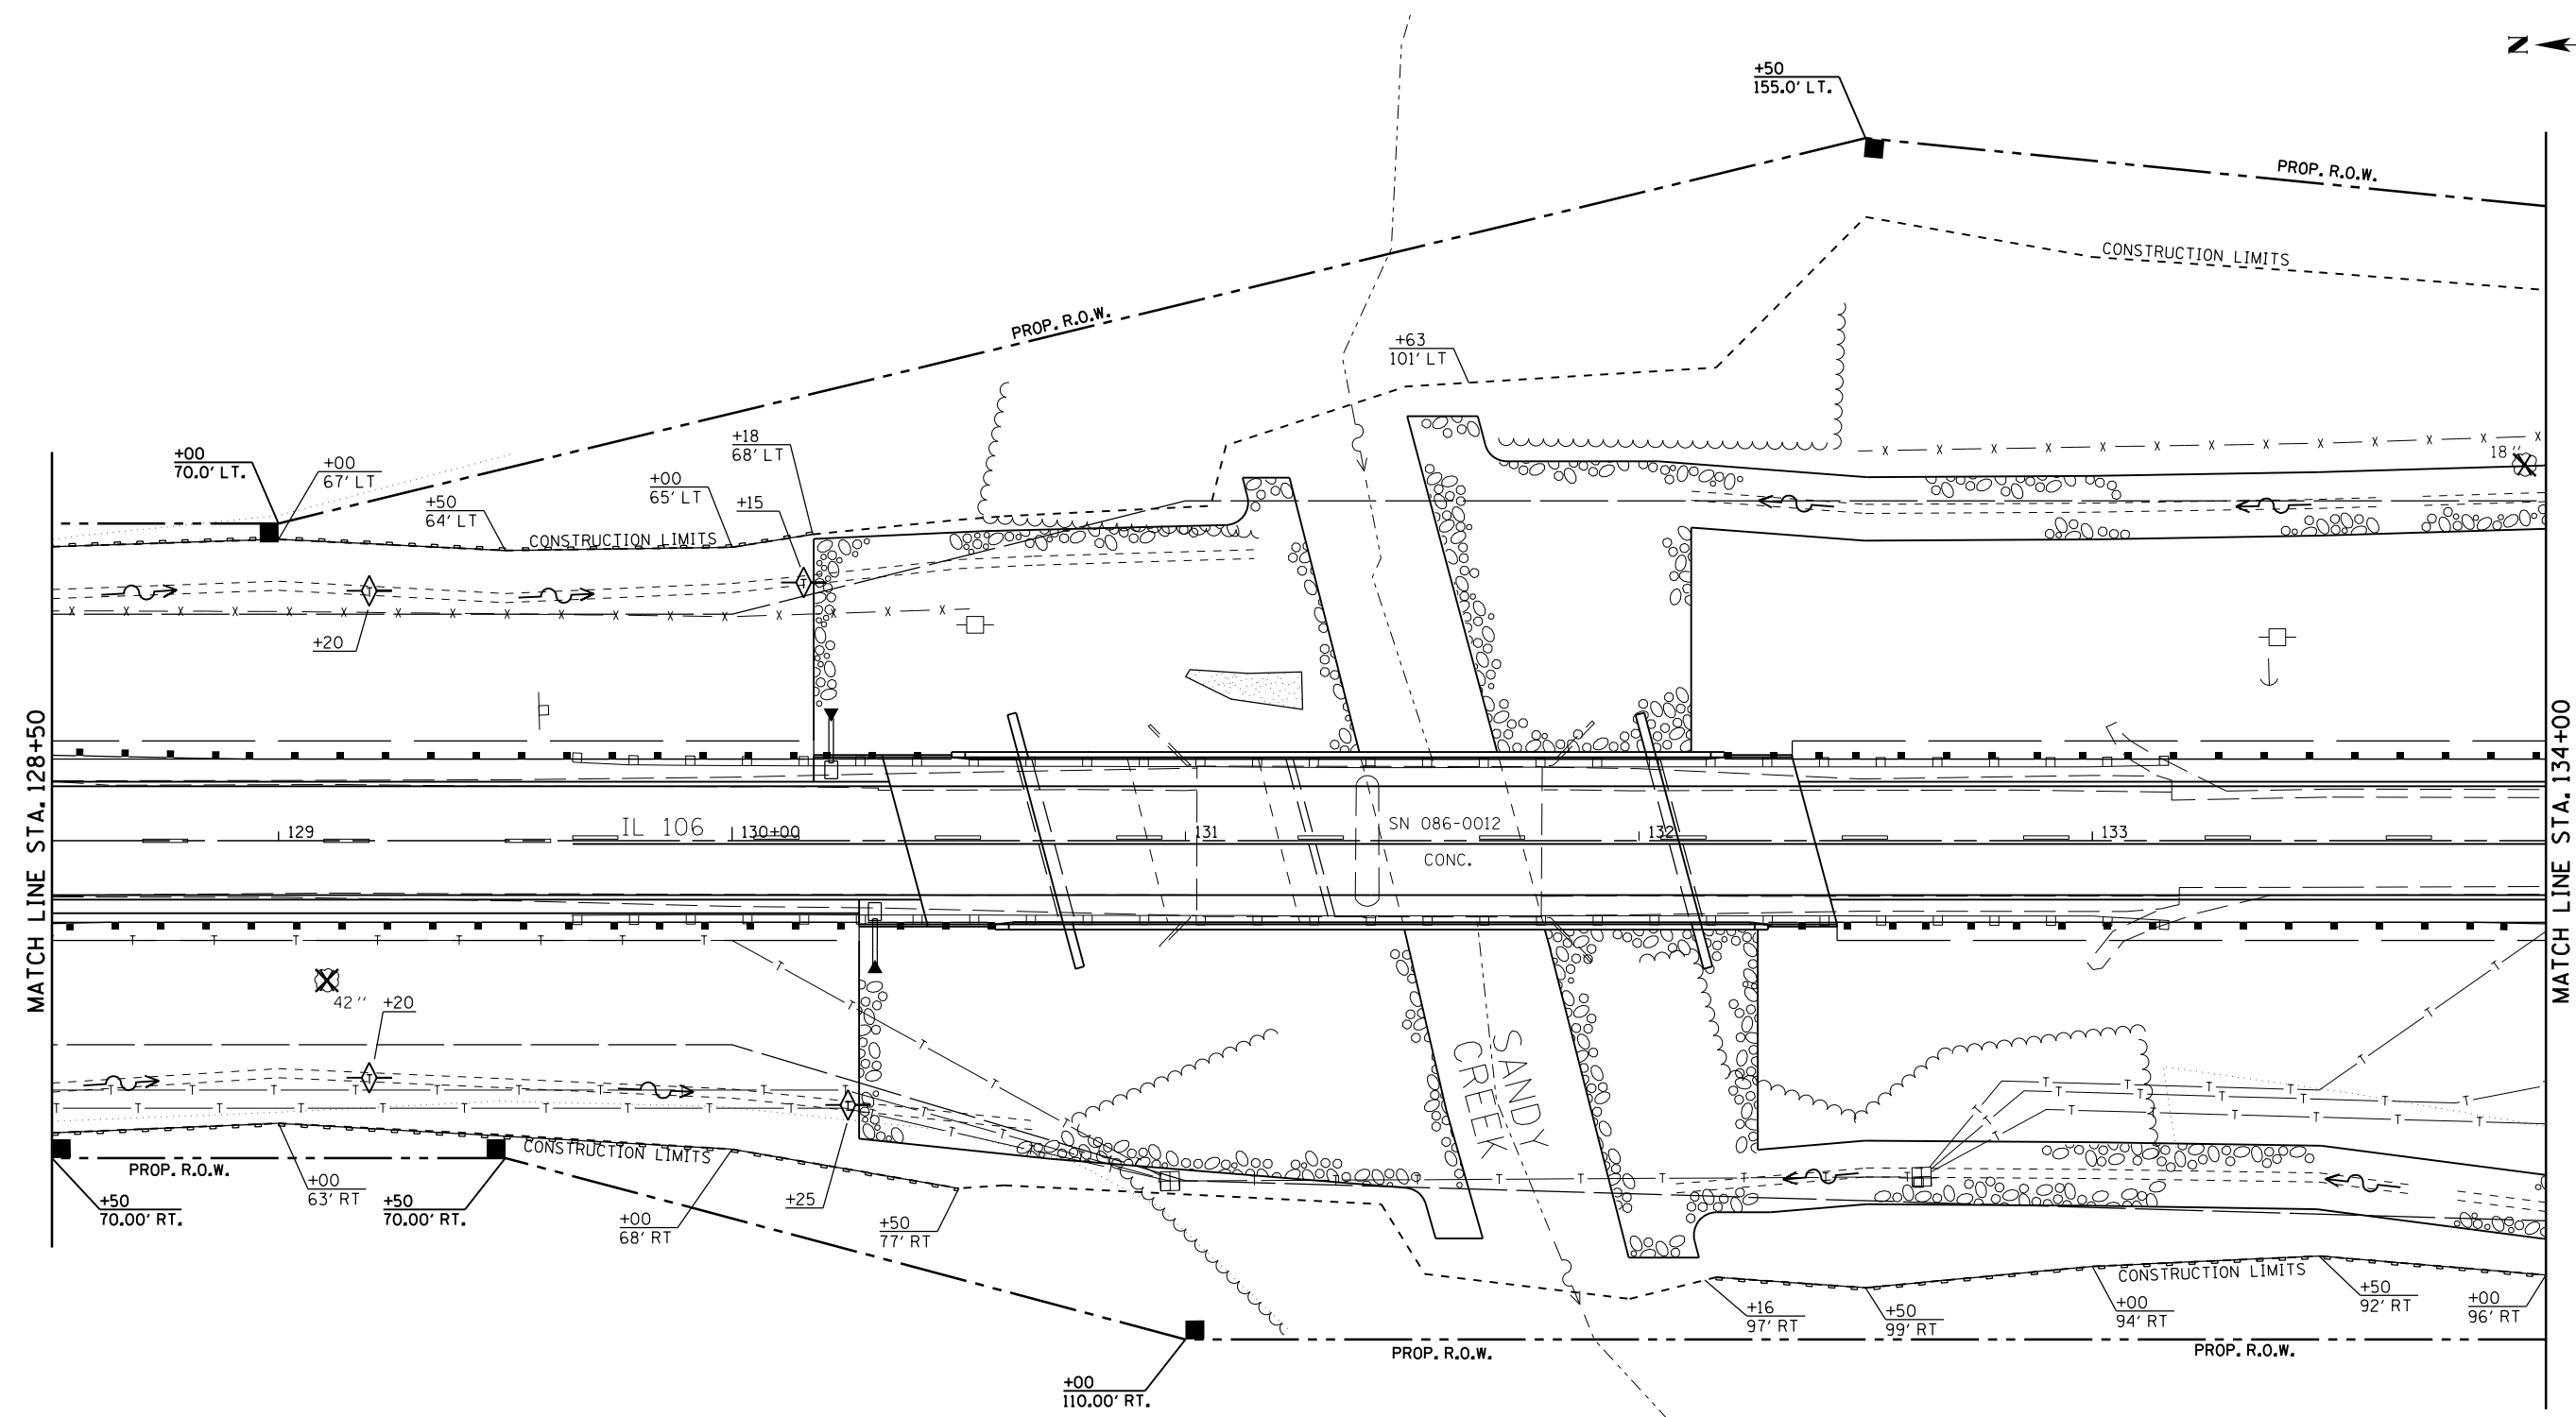 N
+50
155.0' LT.
PROP. R.O.W.
CONSTRUCTION LIMITS
PROP. R.O.W.
+63
101' LT
+00
70.0' LT.
+00
67' LT
+50
64' LT
+00
65' LT
+18
68' LT
+15
18"
CONSTRUCTION LIMITS
+20
MATCH LINE STA. 128+50
MATCH LINE STA. 134+00
129
IL 106
130+00
131
SN 086-0012
CONC.
132
133
42" +20
SANDY
CREEK
PROP. R.O.W.
+50
70.00' RT.
+00
63' RT
+50
70.00' RT.
CONSTRUCTION LIMITS
+00
68' RT
+25
+50
77' RT
+00
110.00' RT.
PROP. R.O.W.
+16
97' RT
+50
99' RT
CONSTRUCTION LIMITS
+00
94' RT
+50
92' RT
+00
96' RT
PROP. R.O.W.